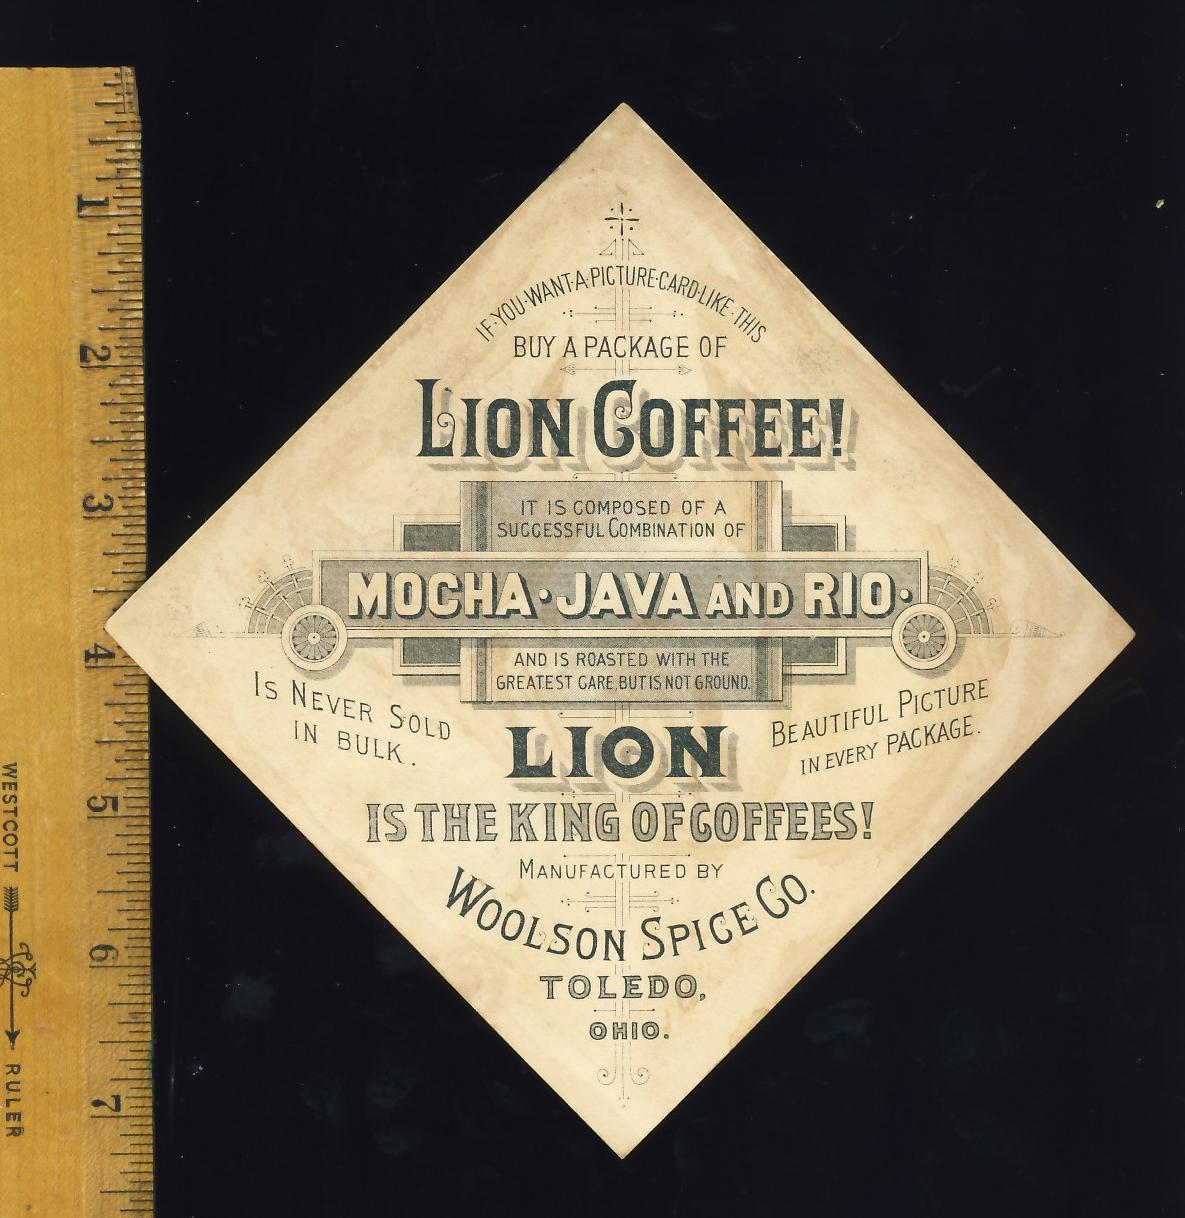 IF·YOU·WANT·A·PICTURE·CARD·LIKE·THIS
BUY A PACKAGE OF
LION COFFEE!
IT IS COMPOSED OF A
SUCCESSFUL COMBINATION OF
MOCHA·JAVA AND RIO·
AND IS ROASTED WITH THE
GREATEST CARE, BUT IS NOT GROUND.
IS NEVER SOLD
IN BULK.
BEAUTIFUL PICTURE
IN EVERY PACKAGE.
LION
IS THE KING OF COFFEES!
MANUFACTURED BY
WOOLSON SPICE CO.
TOLEDO,
OHIO.
1
2
3
4
5
6
7
WESTCOTT RULER